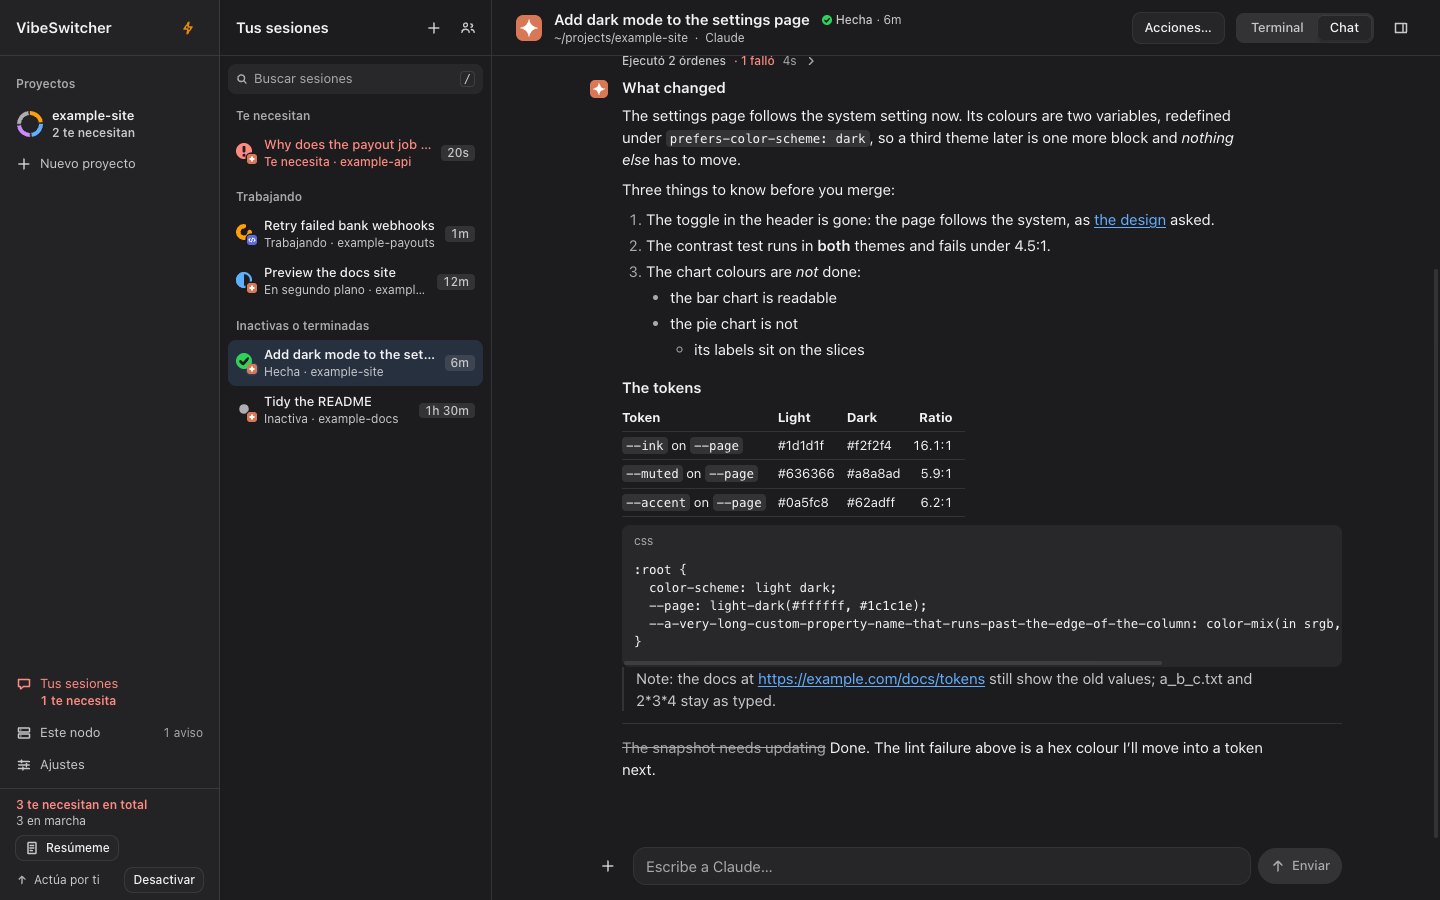 VibeSwitcher
Proyectos
example-site
2 te necesitan
Nuevo proyecto
Tus sesiones
1 te necesita
Este nodo
1 aviso
Ajustes
3 te necesitan en total
3 en marcha
Resúmeme
Actúa por ti
Desactivar
Tus sesiones
Buscar sesiones
/
Te necesitan
Why does the payout job ...
Te necesita · example-api
20s
Trabajando
Retry failed bank webhooks
Trabajando · example-payouts
1m
Preview the docs site
En segundo plano · exampl...
12m
Inactivas o terminadas
Add dark mode to the set...
Hecha · example-site
6m
Tidy the README
Inactiva · example-docs
1h 30m
Add dark mode to the settings page
Hecha · 6m
~/projects/example-site · Claude
Acciones...
Terminal
Chat
Ejecutó 2 órdenes · 1 falló 4s
What changed
The settings page follows the system setting now. Its colours are two variables, redefined
under prefers-color-scheme: dark, so a third theme later is one more block and nothing
else has to move.
Three things to know before you merge:
1. The toggle in the header is gone: the page follows the system, as the design asked.
2. The contrast test runs in both themes and fails under 4.5:1.
3. The chart colours are not done:
the bar chart is readable
the pie chart is not
its labels sit on the slices
The tokens
Token Light Dark Ratio
--ink on --page #1d1d1f #f2f2f4 16.1:1
--muted on --page #636366 #a8a8ad 5.9:1
--accent on --page #0a5fc8 #62adff 6.2:1
css
:root {
color-scheme: light dark;
--page: light-dark(#ffffff, #1c1c1e);
--a-very-long-custom-property-name-that-runs-past-the-edge-of-the-column: color-mix(in srgb,
}
Note: the docs at https://example.com/docs/tokens still show the old values; a_b_c.txt and
2*3*4 stay as typed.
The snapshot needs updating Done. The lint failure above is a hex colour I'll move into a token
next.
Escribe a Claude...
Enviar